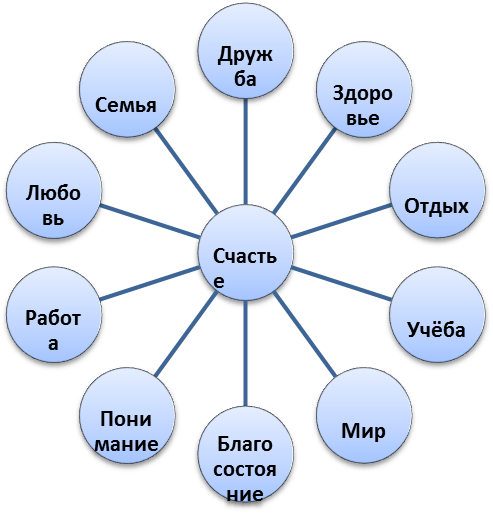 Друж
ба
Здоро
вье
Отдых
Учёба
Мир
Благо
состоя
ние
Пони
мание
Работ
а
Любо
вь
Семья
Счасть
е